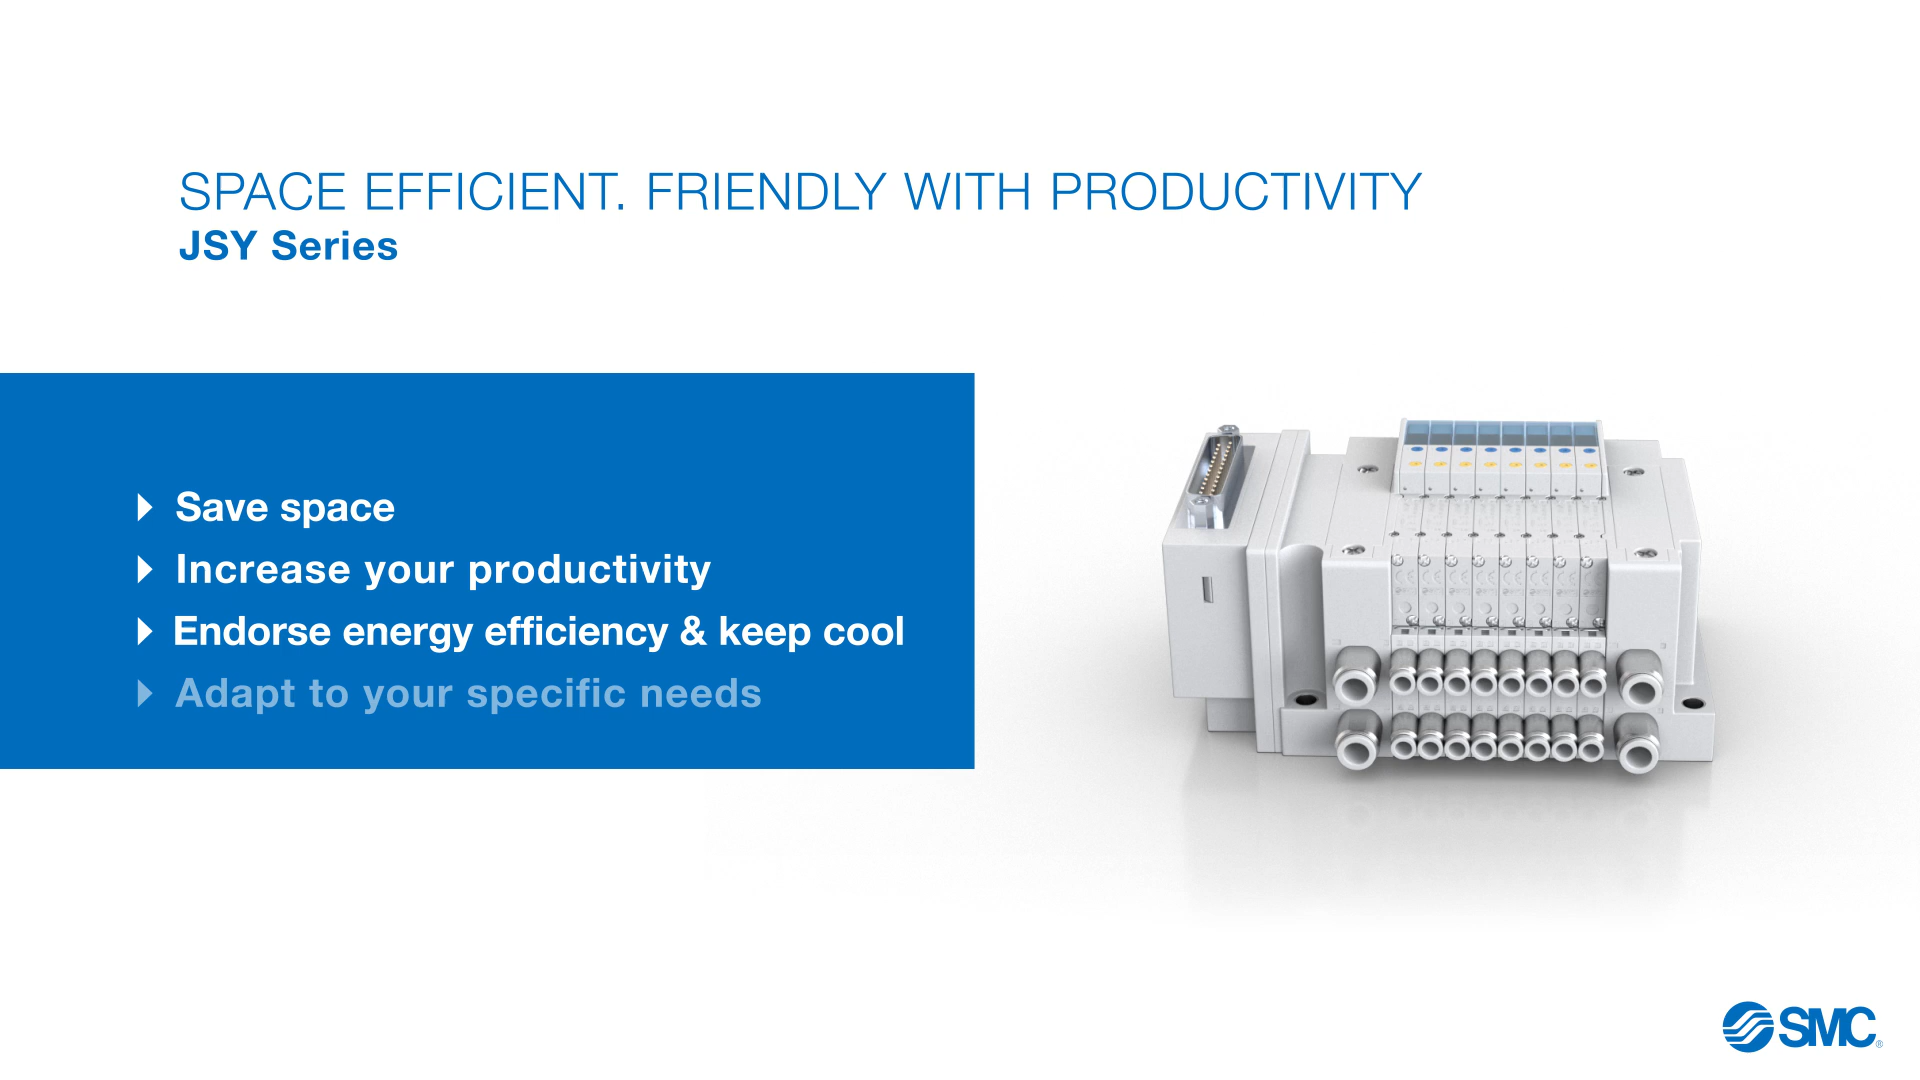 SPACE EFFICIENT. FRIENDLY WITH PRODUCTIVITY
JSY Series
Save space
Increase your productivity
Endorse energy efficiency & keep cool
Adapt to your specific needs
SMC®